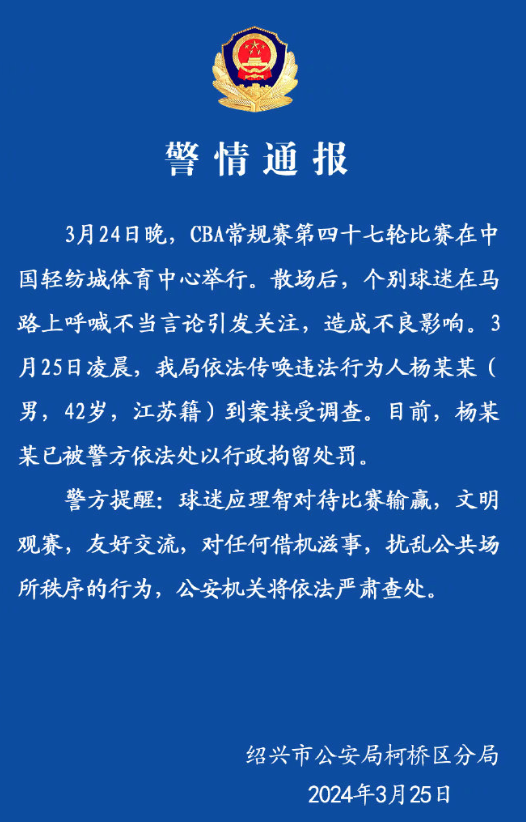 警情通报
3月24日晚，CBA常规赛第四十七轮比赛在中
国轻纺城体育中心举行。散场后，个别球迷在马
路上呼喊不当言论引发关注，造成不良影响。3
月25日凌晨，我局依法传唤违法行为人杨某某（
男，42岁，江苏籍）到案接受调查。目前，杨某
某已被警方依法处以行政拘留处罚。
警方提醒：球迷应理智对待比赛输赢，文明
观赛，友好交流，对任何借机滋事，扰乱公共场
所秩序的行为，公安机关将依法严肃查处。
绍兴市公安局柯桥区分局
2024年3月25日